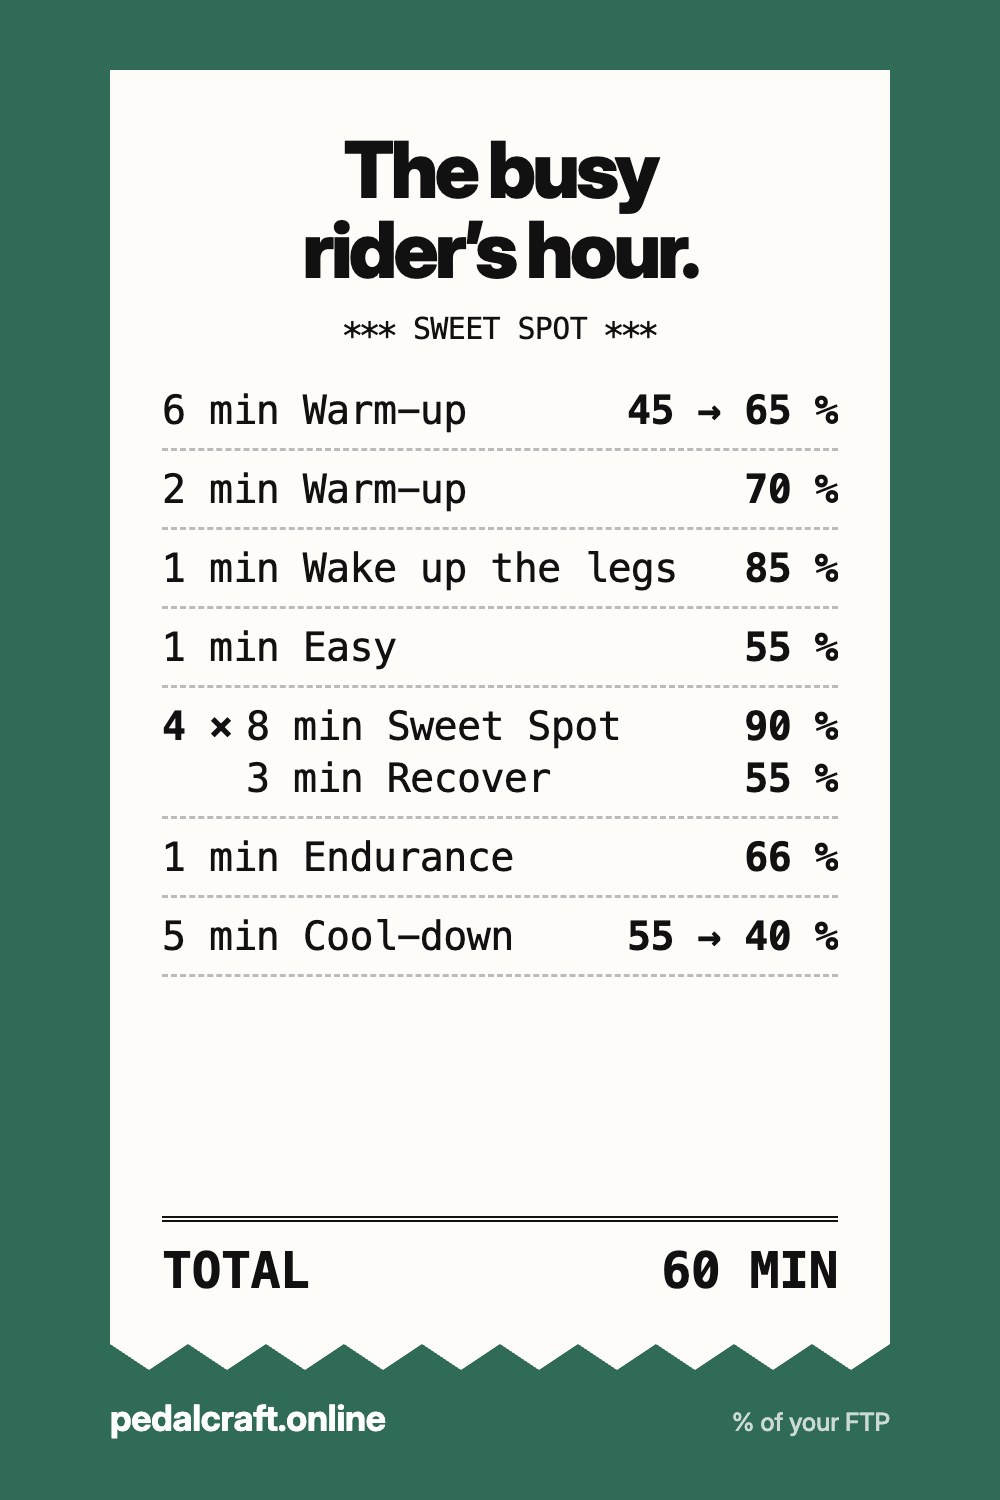 The busy
rider’s hour.
*** SWEET SPOT ***
6 min Warm–up 45 → 65 %
2 min Warm–up 70 %
1 min Wake up the legs 85 %
1 min Easy 55 %
4 × 8 min Sweet Spot 90 %
3 min Recover 55 %
1 min Endurance 66 %
5 min Cool–down 55 → 40 %
TOTAL 60 MIN
pedalcraft.online % of your FTP